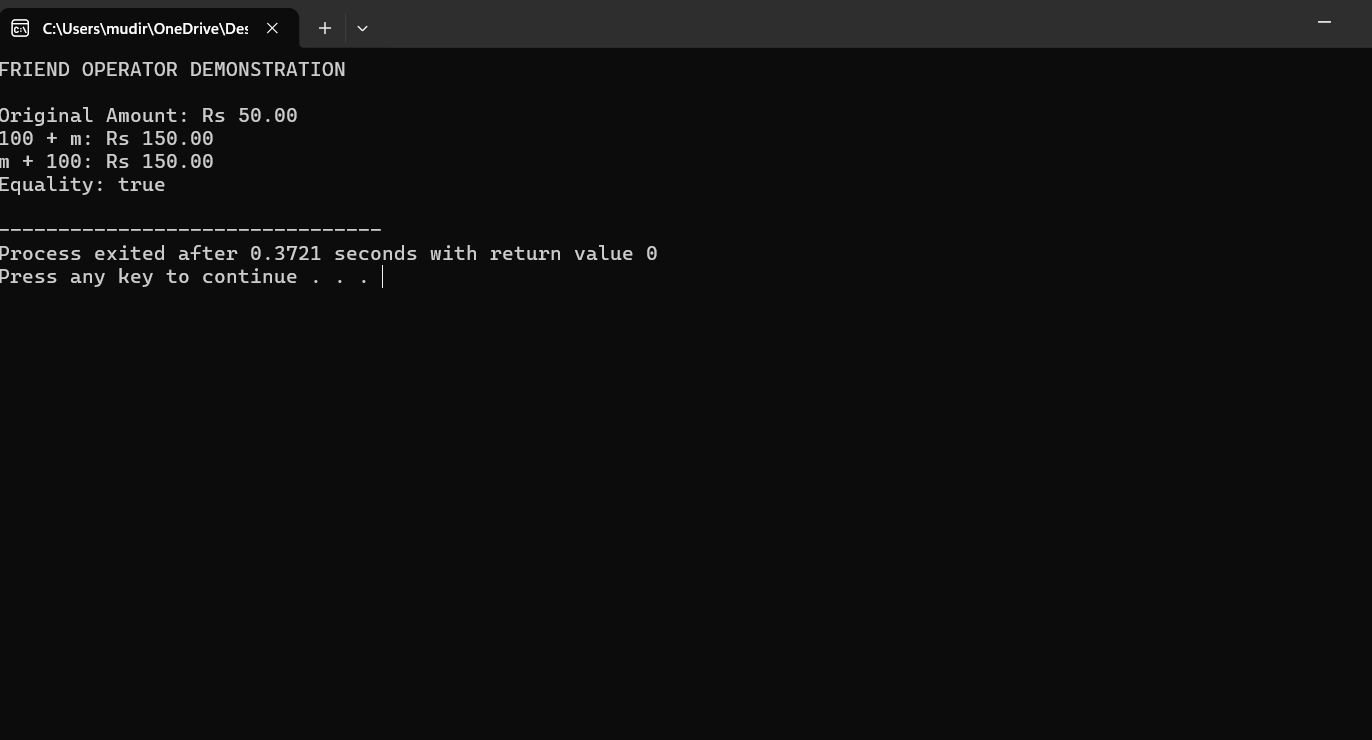 C:\Users\mudir\OneDrive\Des
FRIEND OPERATOR DEMONSTRATION
Original Amount: Rs 50.00
100 + m: Rs 150.00
m + 100: Rs 150.00
Equality: true
--------------------------------
Process exited after 0.3721 seconds with return value 0
Press any key to continue . . .